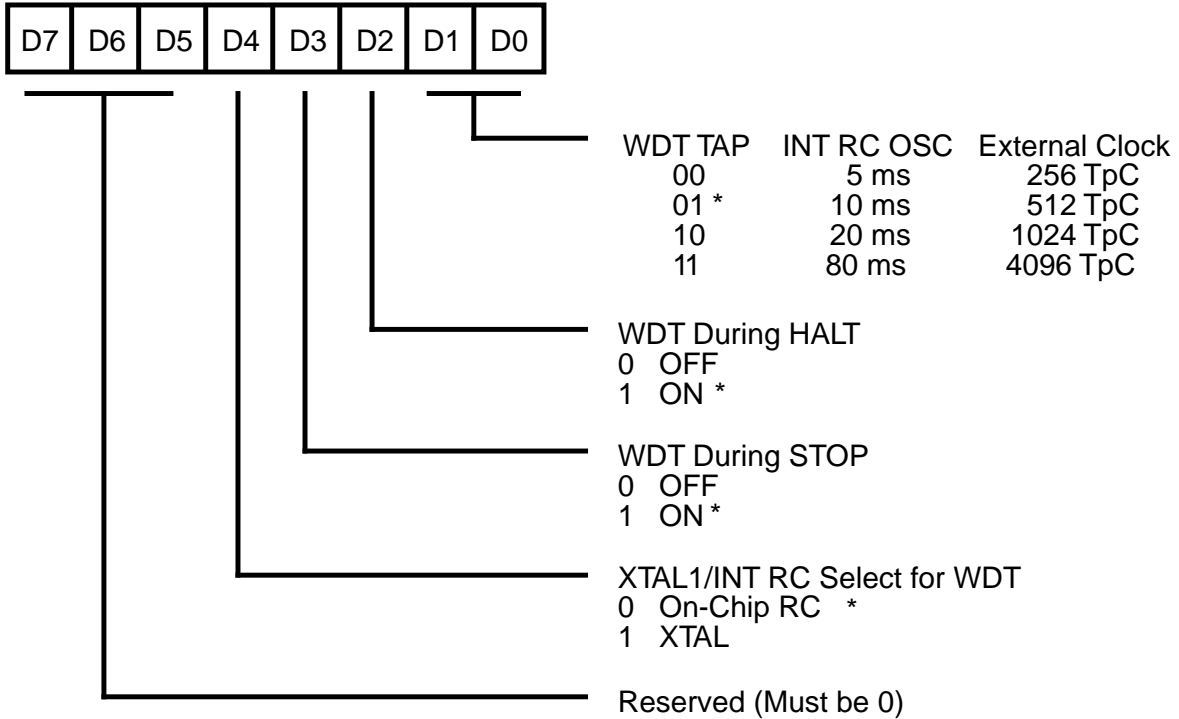 D7 D6 D5 D4 D3 D2 D1 D0
WDT TAP INT RC OSC External Clock
00 5 ms 256 TpC
01 * 10 ms 512 TpC
10 20 ms 1024 TpC
11 80 ms 4096 TpC
WDT During HALT
0 OFF
1 ON *
WDT During STOP
0 OFF
1 ON *
XTAL1/INT RC Select for WDT
0 On-Chip RC *
1 XTAL
Reserved (Must be 0)